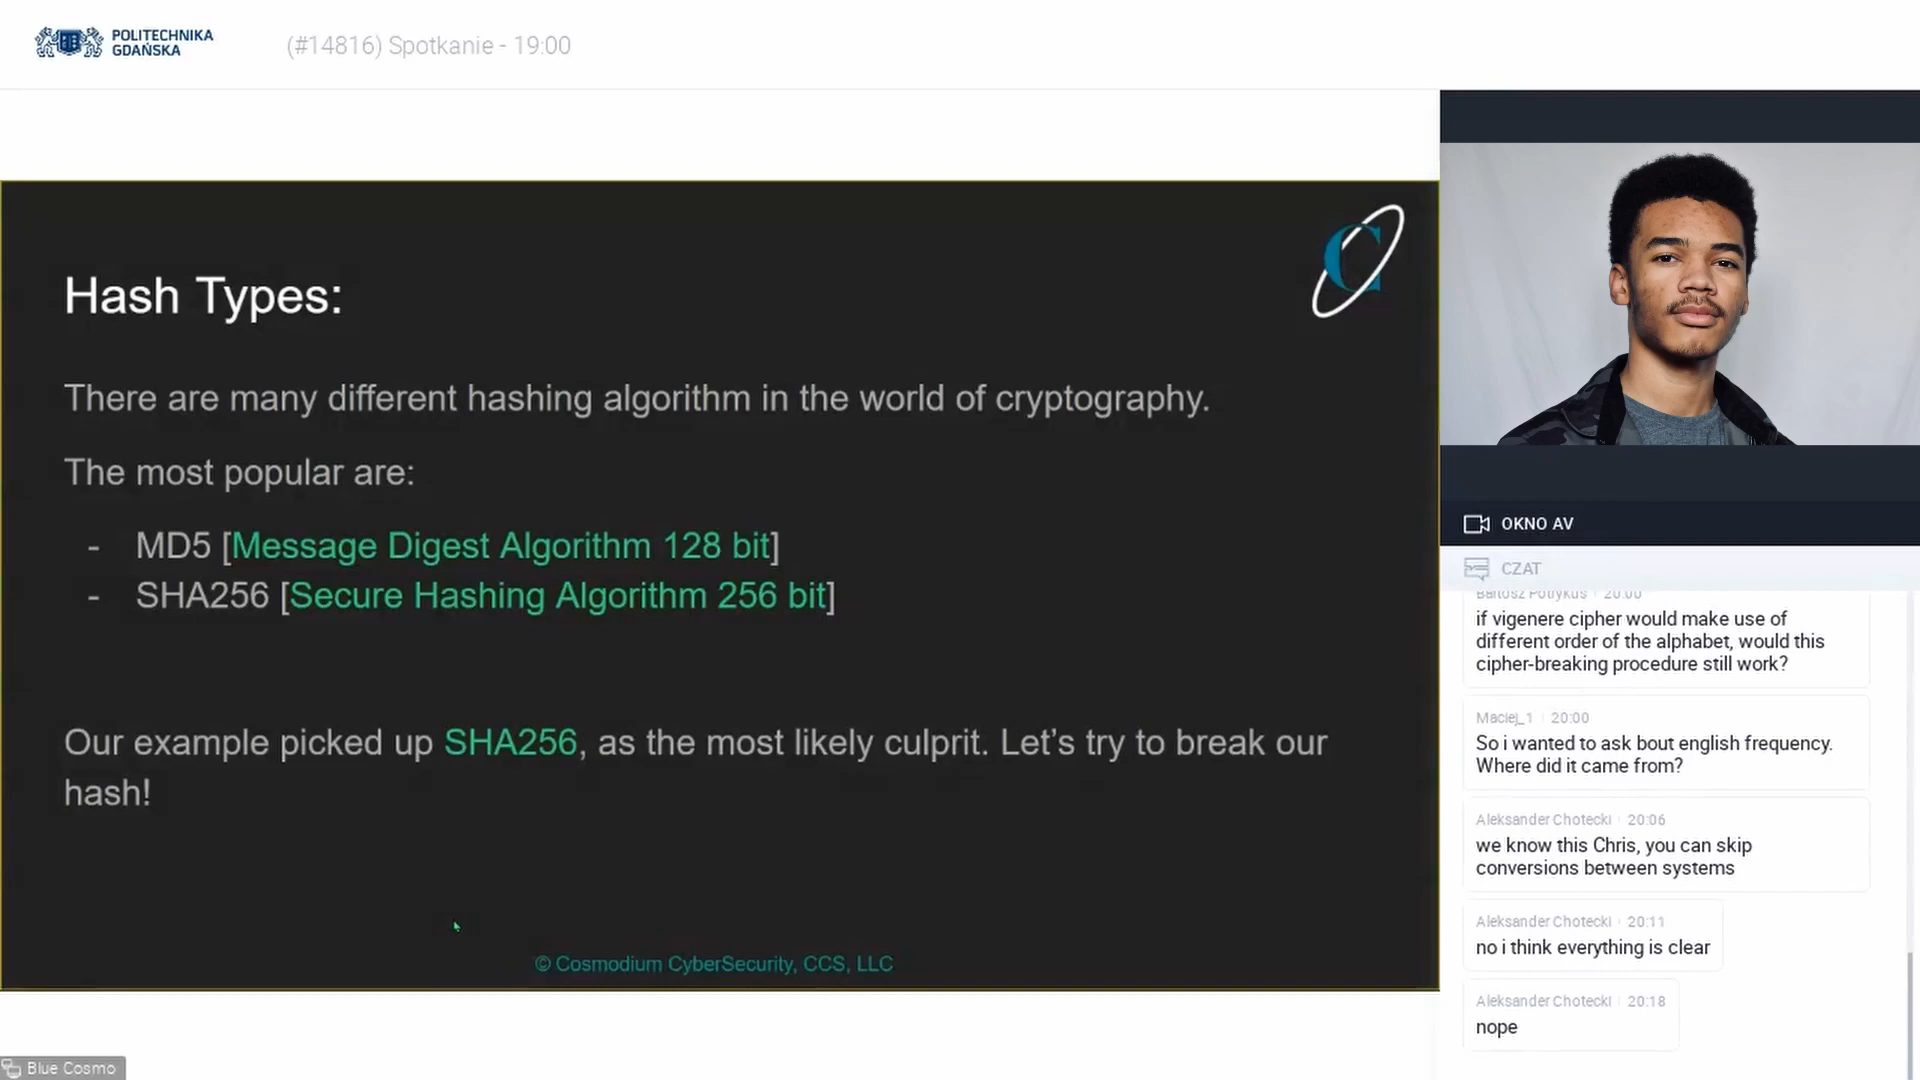 POLITECHNIKA
GDAŃSKA
(#14816) Spotkanie - 19:00
Hash Types:
There are many different hashing algorithm in the world of cryptography.
The most popular are:
- MD5 [Message Digest Algorithm 128 bit]
- SHA256 [Secure Hashing Algorithm 256 bit]
Our example picked up SHA256, as the most likely culprit. Let's try to break our
hash!
© Cosmodium CyberSecurity, CCS, LLC
Blue Cosmo
OKNO AV
CZAT
Bartosz Potrykus 20:00
if vigenere cipher would make use of
different order of the alphabet, would this
cipher-breaking procedure still work?
Maciej_1 20:00
So i wanted to ask bout english frequency.
Where did it came from?
Aleksander Chotecki 20:06
we know this Chris, you can skip
conversions between systems
Aleksander Chotecki 20:11
no i think everything is clear
Aleksander Chotecki 20:18
nope